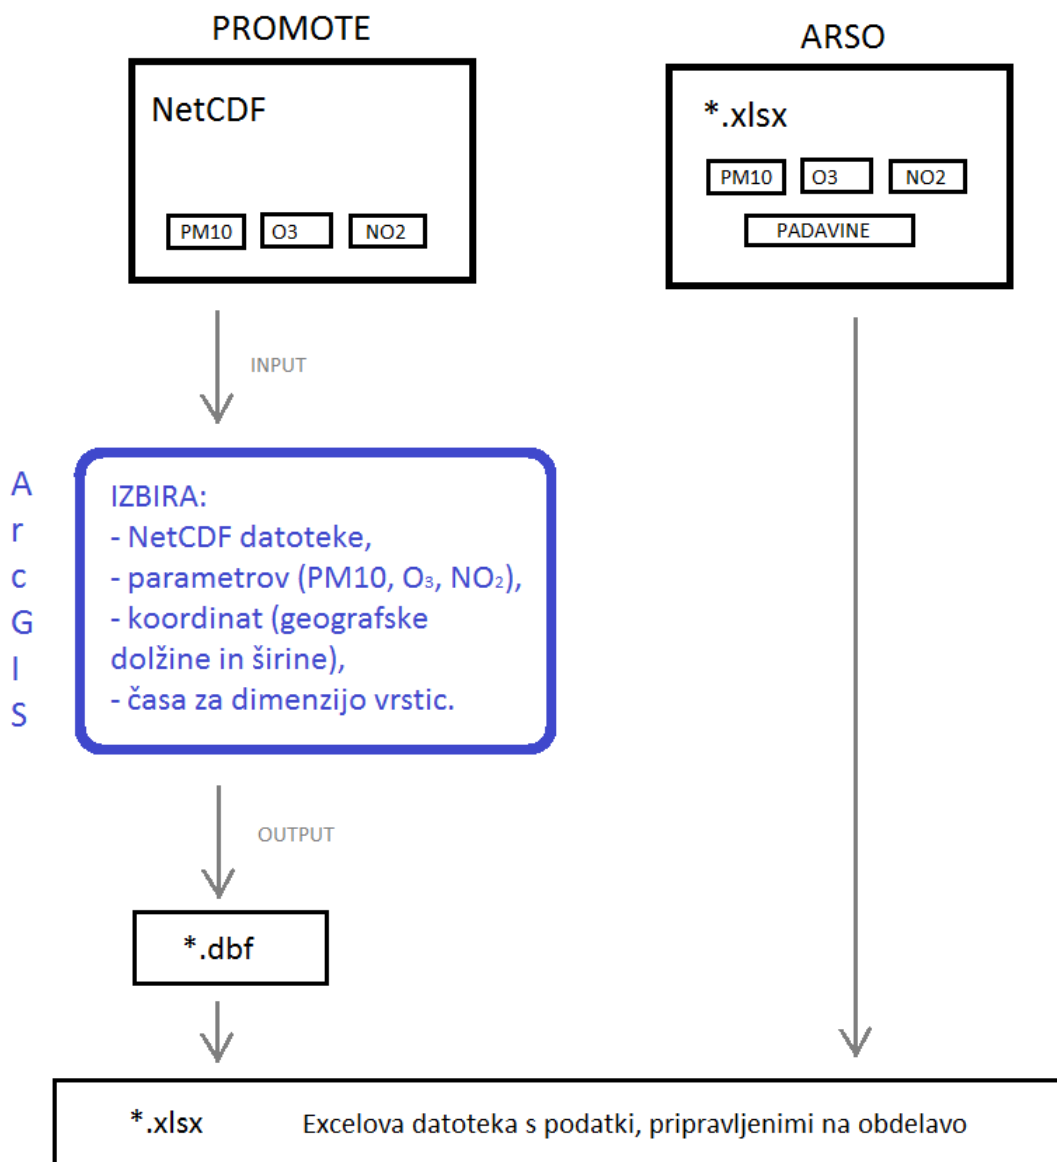 PROMOTE
NetCDF
PM10
O3
NO2
ARSO
*.xlsx
PM10
O3
NO2
PADAVINE
INPUT
ArcGIS
IZBIRA:
- NetCDF datoteke,
- parametrov (PM10, O₃, NO₂),
- koordinat (geografske
dolžine in širine),
- časa za dimenzijo vrstic.
OUTPUT
*.dbf
*.xlsx Excelova datoteka s podatki, pripravljenimi na obdelavo